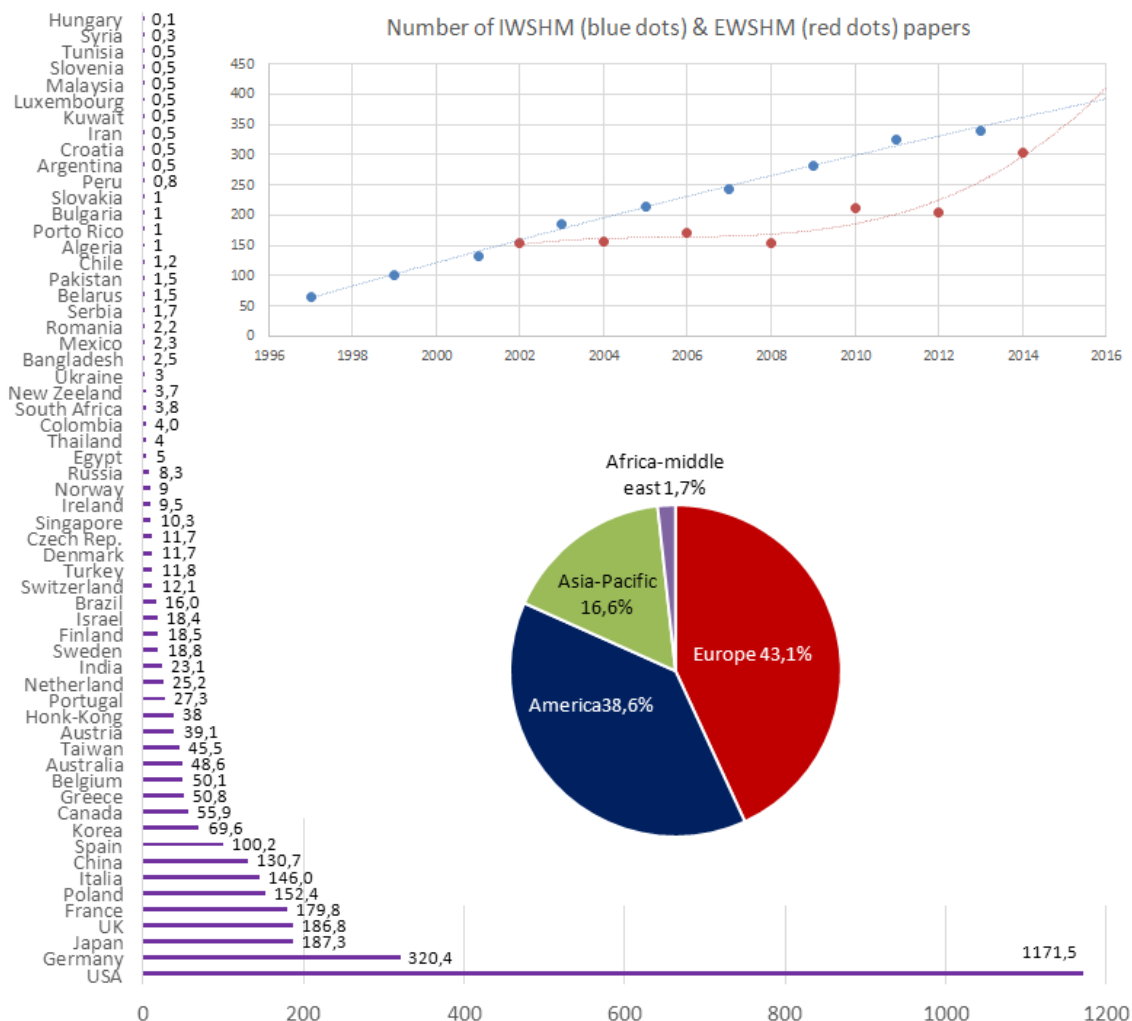 Number of IWSHM (blue dots) & EWSHM (red dots) papers
450
400
350
300
250
200
150
100
50
0
1996 1998 2000 2002 2004 2006 2008 2010 2012 2014 2016
Hungary 0,1
Syria 0,3
Tunisia 0,5
Slovenia 0,5
Malaysia 0,5
Luxembourg 0,5
Kuwait 0,5
Iran 0,5
Croatia 0,5
Argentina 0,5
Peru 0,8
Slovakia 1
Bulgaria 1
Porto Rico 1
Algeria 1
Chile 1,2
Pakistan 1,5
Belarus 1,5
Serbia 1,7
Romania 2,2
Mexico 2,3
Bangladesh 2,5
Ukraine 3
New Zeeland 3,7
South Africa 3,8
Colombia 4,0
Thailand 4
Egypt 5
Russia 8,3
Norway 9
Ireland 9,5
Singapore 10,3
Czech Rep. 11,7
Denmark 11,7
Turkey 11,8
Switzerland 12,1
Brazil 16,0
Israel 18,4
Finland 18,5
Sweden 18,8
India 23,1
Netherland 25,2
Portugal 27,3
Honk-Kong 38
Austria 39,1
Taiwan 45,5
Australia 48,6
Belgium 50,1
Greece 50,8
Canada 55,9
Korea 69,6
Spain 100,2
China 130,7
Italia 146,0
Poland 152,4
France 179,8
UK 186,8
Japan 187,3
Germany 320,4
USA 1171,5
0 200 400 600 800 1000 1200
Africa-middle
east 1,7%
Asia-Pacific
16,6%
Europe 43,1%
America38,6%